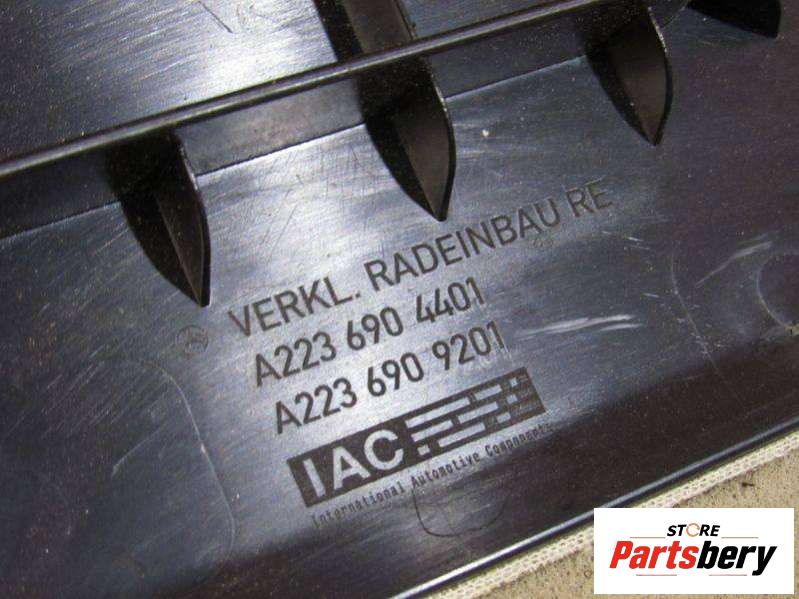 VERKL. RADEINBAU RE
A223 690 4401
A223 690 9201
IAC
International Automotive Components
STORE
Partsbery